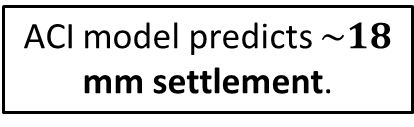 ACI model predicts ~18
mm settlement.